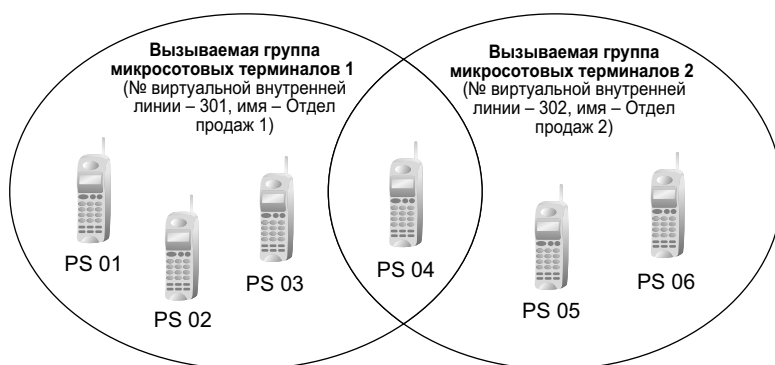 Вызываемая группа
микросотовых терминалов 1
(№ виртуальной внутренней
линии – 301, имя – Отдел
продаж 1)
Вызываемая группа
микросотовых терминалов 2
(№ виртуальной внутренней
линии – 302, имя – Отдел
продаж 2)
PS 01
PS 02
PS 03
PS 04
PS 05
PS 06